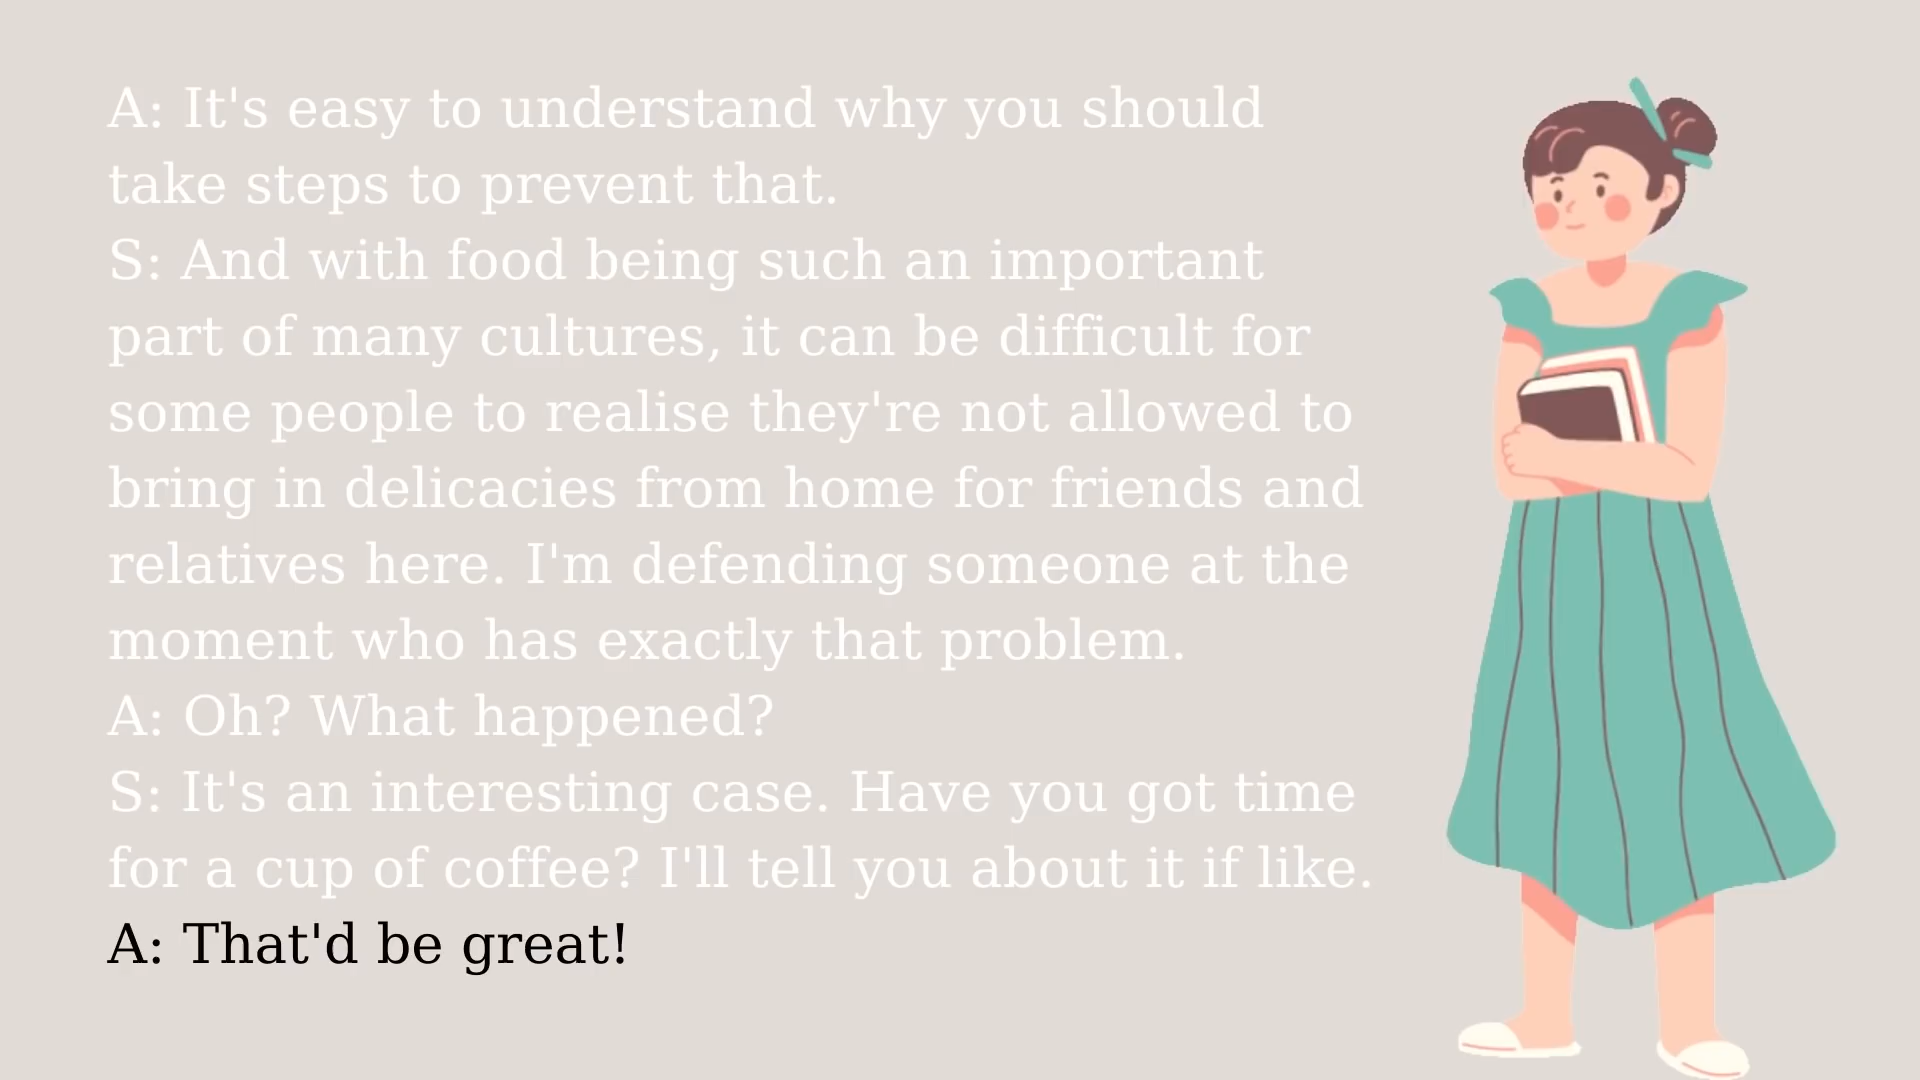 A: It's easy to understand why you should
take steps to prevent that.
S: And with food being such an important
part of many cultures, it can be difficult for
some people to realise they're not allowed to
bring in delicacies from home for friends and
relatives here. I'm defending someone at the
moment who has exactly that problem.
A: Oh? What happened?
S: It's an interesting case. Have you got time
for a cup of coffee? I'll tell you about it if like.
A: That'd be great!